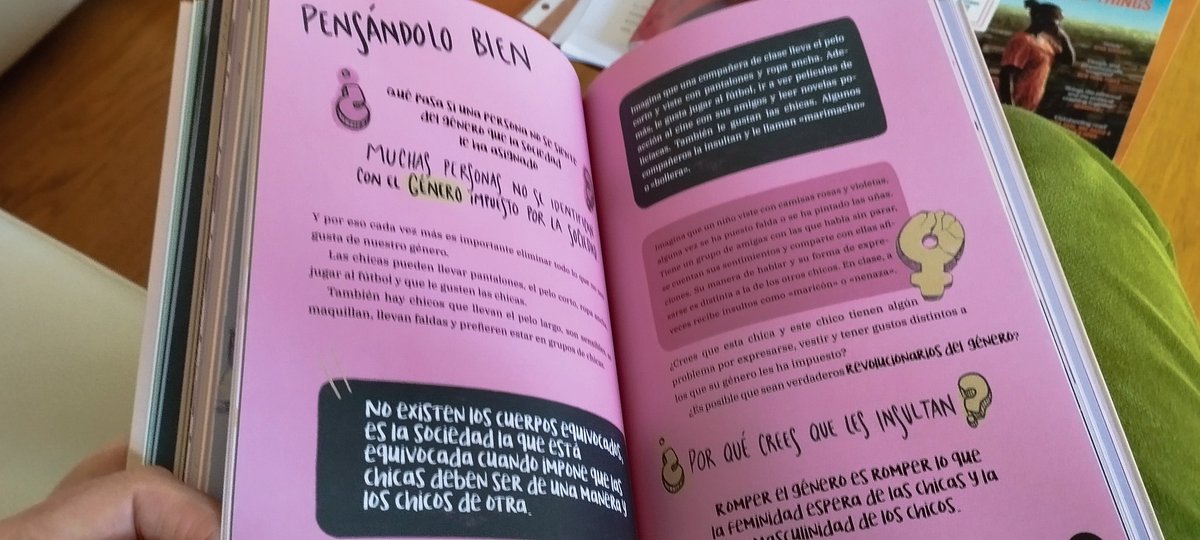 PENSÁNDOLO BIEN
¿
QUÉ PASA SI UNA PERSONA NO SE SIENTE
DEL GÉNERO QUE LA SOCIEDAD
LE HA ASIGNADO
MUCHAS PERSONAS NO SE IDENTIFICAN
CON EL GÉNERO IMPUESTO POR LA SOCIEDAD
Y por eso cada vez más es importante eliminar todo lo que no nos
gusta de nuestro género.
Las chicas pueden llevar pantalones, el pelo corto, ropa ancha,
jugar al fútbol y que le gusten las chicas.
También hay chicos que llevan el pelo largo, son sensibles, se
maquillan, llevan faldas y prefieren estar en grupos de chicas.
NO EXISTEN LOS CUERPOS EQUIVOCADOS,
ES LA SOCIEDAD LA QUE ESTÁ
EQUIVOCADA CUANDO IMPONE QUE LAS
CHICAS DEBEN SER DE UNA MANERA Y
LOS CHICOS DE OTRA.
Imagina que una compañera de clase lleva el pelo
corto y viste con pantalones y ropa ancha. Ade-
más, le gusta jugar al fútbol, ir a ver películas de
acción al cine con sus amigos y leer novelas po-
licíacas. También le gustan las chicas. Algunos
compañeros la insultan y le llaman «marimacho»
o «bollera».
Imagina que un niño viste con camisas rosas y violetas,
alguna vez se ha puesto falda o se ha pintado las uñas.
Tiene un grupo de amigas con las que habla sin parar,
se cuentan sus sentimientos y comparte con ellas afi-
ciones. Su manera de hablar y su forma de expre-
sarse es distinta a la de los otros chicos. En clase, a
veces recibe insultos como «maricón» o «nenaza».
¿Crees que esta chica y este chico tienen algún
problema por expresarse, vestir y tener gustos distintos a
los que su género les ha impuesto?
¿Es posible que sean verdaderos REVOLUCIONARIOS DEL GÉNERO?
¿POR QUÉ CREES QUE LES INSULTAN?
ROMPER EL GÉNERO ES ROMPER LO QUE
LA FEMINIDAD ESPERA DE LAS CHICAS Y LA
MASCULINIDAD DE LOS CHICOS.
THINGS